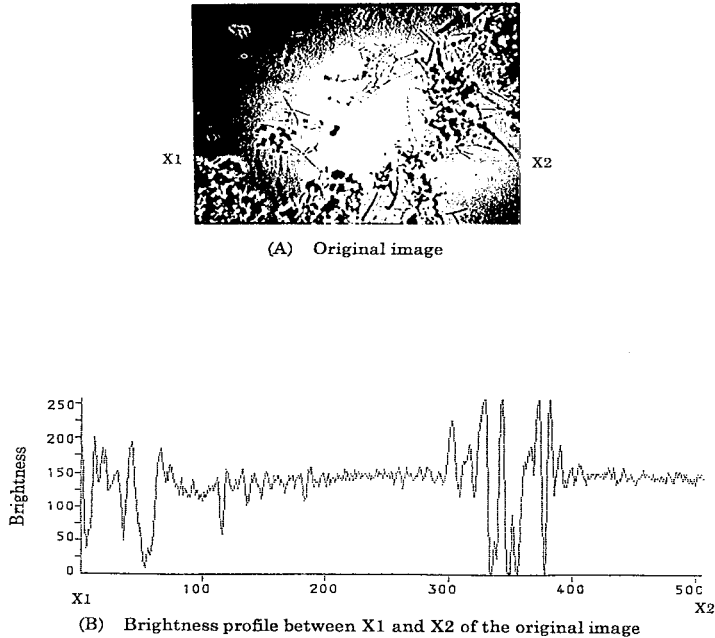 X1
X2
(A) Original image
250
200
150
100
50
0
Brightness
100
200
300
400
500
X1
X2
(B) Brightness profile between X1 and X2 of the original image